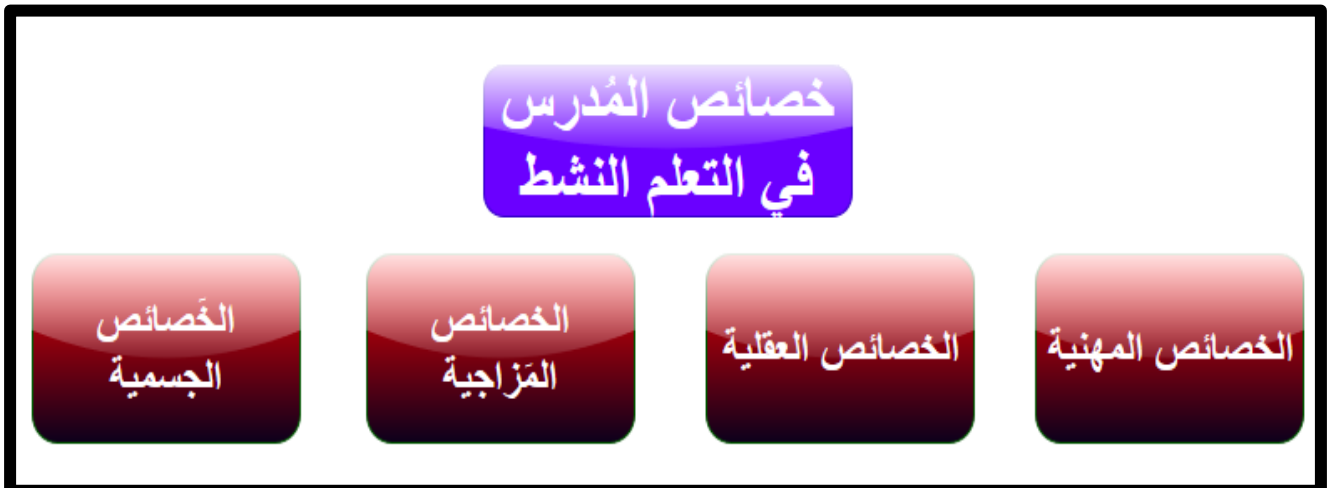 خصائص المُدرس
في التعلم النشط
الخصائص المهنية
الخصائص العقلية
الخصائص
المَزاجية
الخَصائص
الجسمية